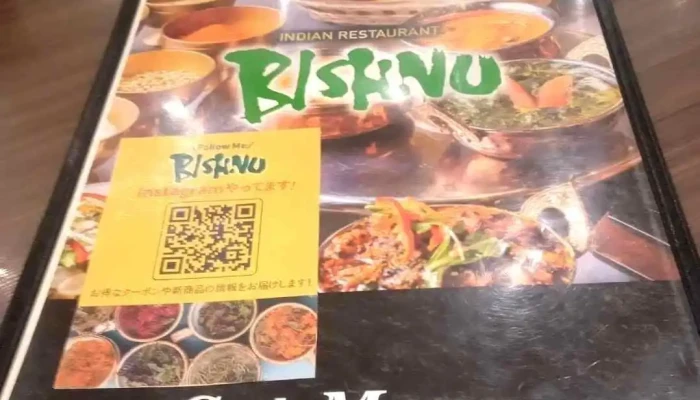 INDIAN RESTAURANT
BISHNU
Follow Me!
BISHNU
instagramやってます!
お得なクーポンや新商品の情報をお届けします!